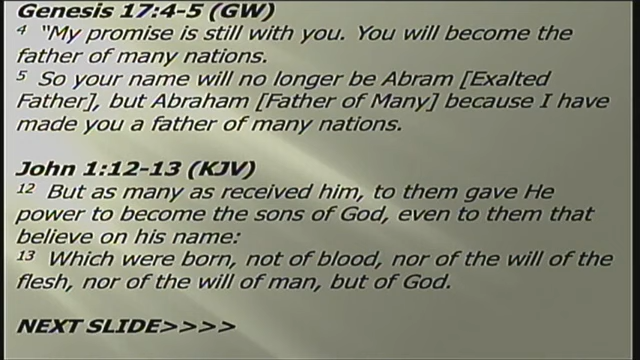 Genesis 17:4-5 (GW)
4 "My promise is still with you. You will become the
father of many nations.
5 So your name will no longer be Abram [Exalted
Father], but Abraham [Father of Many] because I have
made you a father of many nations.
John 1:12-13 (KJV)
12 But as many as received him, to them gave He
power to become the sons of God, even to them that
believe on his name:
13 Which were born, not of blood, nor of the will of the
flesh, nor of the will of man, but of God.
NEXT SLIDE>>>>